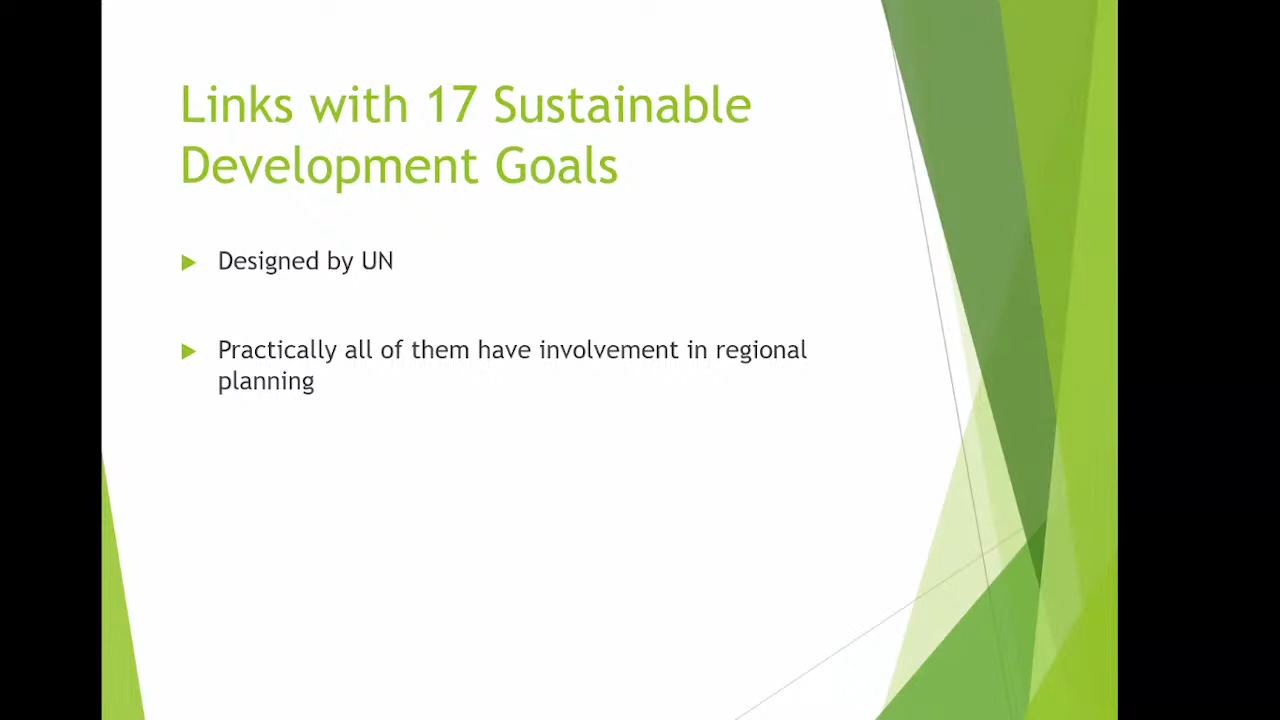 Links with 17 Sustainable
Development Goals
Designed by UN
Practically all of them have involvement in regional
planning